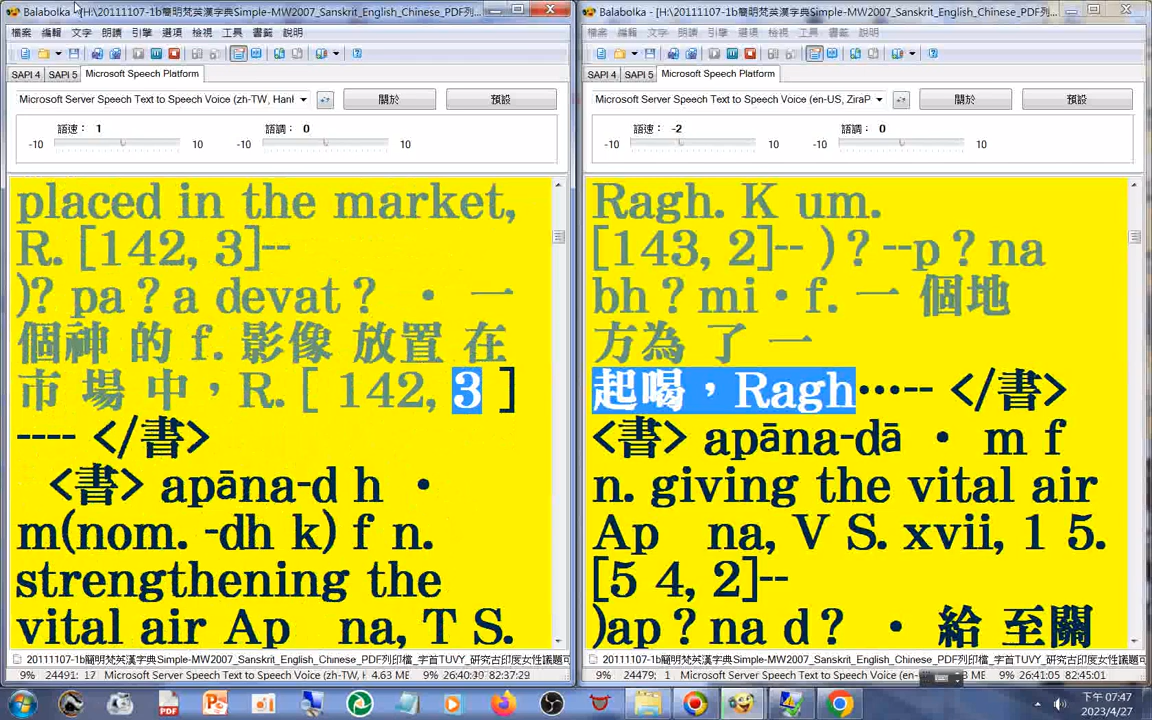 Balabolka - [H:\20111107-1b簡明梵英漢字典Simple-MW2007_Sanskrit_English_Chinese_PDF列...
檔案 編輯 文字 朗讀 引擎 選項 檢視 工具 書籤 說明
SAPI 4 SAPI 5 Microsoft Speech Platform
Microsoft Server Speech Text to Speech Voice (zh-TW, Hanl 關於 預設
語速： 1 語調： 0
-10 10 -10 10
placed in the market,
R. [142, 3]--
)? pa？a devat？ • 一
個神 的 f. 影像 放置 在
市 場 中，R. [ 142, 3 ]
---- </書>
<書> apāna-d h •
m(nom. -dh k) f n.
strengthening the
vital air Ap na, T S.
20111107-1b簡明梵英漢字典Simple-MW2007_Sanskrit_English_Chinese_PDF列印檔_字首TUVY_研究古印度女性議題可
9% 24491: 17 Microsoft Server Speech Text to Speech Voice (zh-TW, H 4.63 ME 9% 26:40:39 82:37:29
Balabolka - [H:\20111107-1b簡明梵英漢字典Simple-MW2007_Sanskrit_English_Chinese_PDF列...
檔案 編輯 文字 朗讀 引擎 選項 檢視 工具 書籤 說明
SAPI 4 SAPI 5 Microsoft Speech Platform
Microsoft Server Speech Text to Speech Voice (en-US, ZiraP 關於 預設
語速： -2 語調： 0
-10 10 -10 10
Ragh. K um.
[143, 2]-- )？--p？na
bh？mi•f. 一 個地
方為 了 一
起喝，Ragh…-- </書>
<書> apāna-dā • m f
n. giving the vital air
Ap na, V S. xvii, 1 5.
[5 4, 2]--
)ap？na d？ • 給 至關
20111107-1b簡明梵英漢字典Simple-MW2007_Sanskrit_English_Chinese_PDF列印檔_字首TUVY_研究古印度女性議題可
9% 24479: 1 Microsoft Server Speech Text to Speech Voice (en-US, ME 9% 26:41:05 82:45:01
下午 07:47
2023/4/27